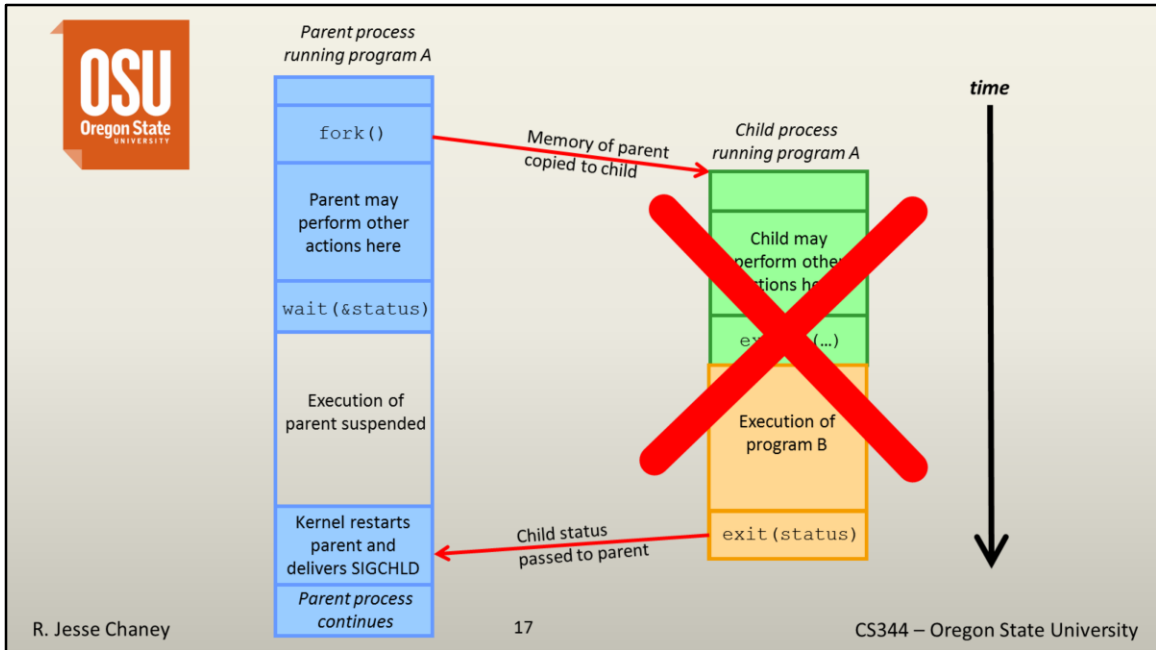 OSU
Oregon State
UNIVERSITY
Parent process
running program A
fork()
Parent may
perform other
actions here
wait(&status)
Execution of
parent suspended
Kernel restarts
parent and
delivers SIGCHLD
Parent process
continues
Memory of parent
copied to child
Child process
running program A
Child may
perform other
(…)
Execution of
program B
exit(status)
Child status
passed to parent
time
R. Jesse Chaney
17
CS344 – Oregon State University